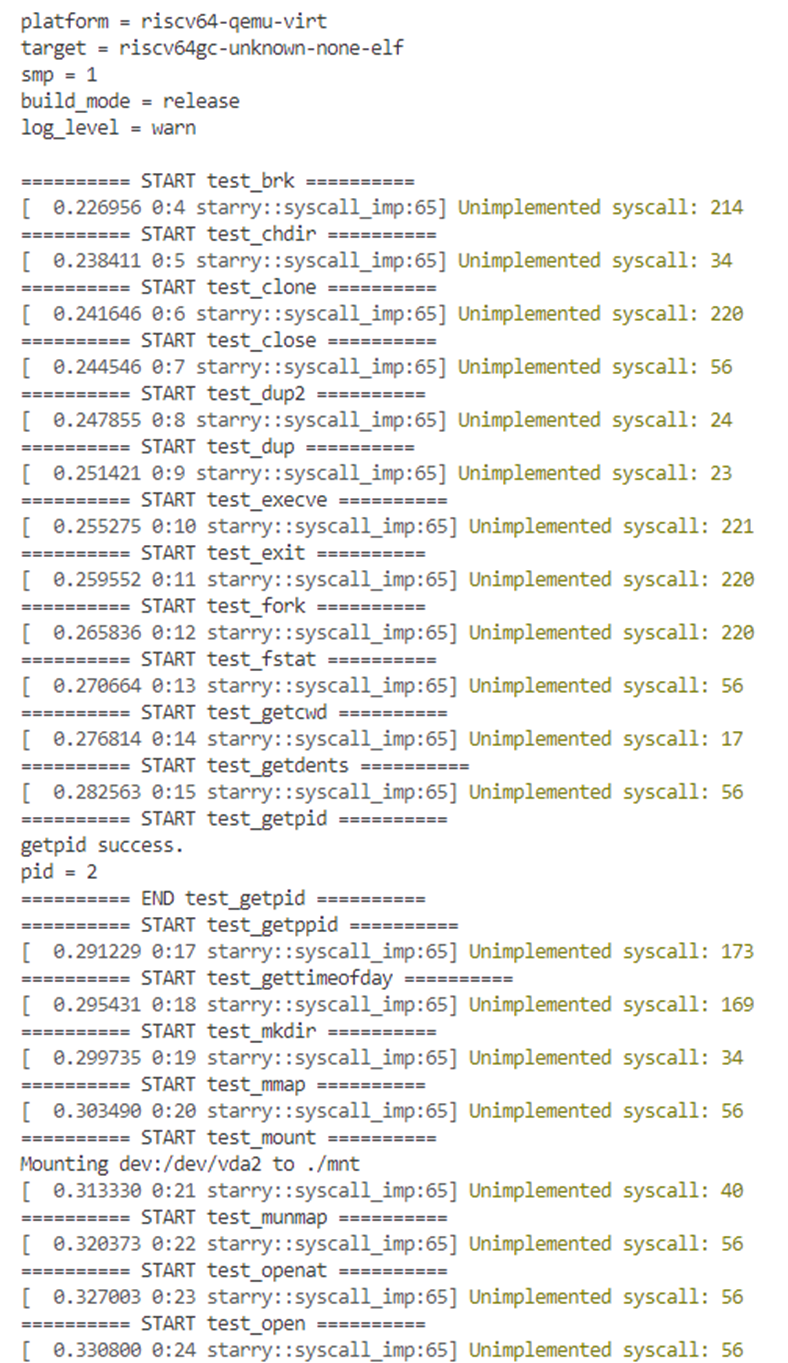 platform = riscv64-qemu-virt
target = riscv64gc-unknown-none-elf
smp = 1
build_mode = release
log_level = warn
========== START test_brk ==========
[  0.226956 0:4 starry::syscall_imp:65] Unimplemented syscall: 214
========== START test_chdir ==========
[  0.238411 0:5 starry::syscall_imp:65] Unimplemented syscall: 34
========== START test_clone ==========
[  0.241646 0:6 starry::syscall_imp:65] Unimplemented syscall: 220
========== START test_close ==========
[  0.244546 0:7 starry::syscall_imp:65] Unimplemented syscall: 56
========== START test_dup2 ==========
[  0.247855 0:8 starry::syscall_imp:65] Unimplemented syscall: 24
========== START test_dup ==========
[  0.251421 0:9 starry::syscall_imp:65] Unimplemented syscall: 23
========== START test_execve ==========
[  0.255275 0:10 starry::syscall_imp:65] Unimplemented syscall: 221
========== START test_exit ==========
[  0.259552 0:11 starry::syscall_imp:65] Unimplemented syscall: 220
========== START test_fork ==========
[  0.265836 0:12 starry::syscall_imp:65] Unimplemented syscall: 220
========== START test_fstat ==========
[  0.270664 0:13 starry::syscall_imp:65] Unimplemented syscall: 56
========== START test_getcwd ==========
[  0.276814 0:14 starry::syscall_imp:65] Unimplemented syscall: 17
========== START test_getdents ==========
[  0.282563 0:15 starry::syscall_imp:65] Unimplemented syscall: 56
========== START test_getpid ==========
getpid success.
pid = 2
========== END test_getpid ==========
========== START test_getppid ==========
[  0.291229 0:17 starry::syscall_imp:65] Unimplemented syscall: 173
========== START test_gettimeofday ==========
[  0.295431 0:18 starry::syscall_imp:65] Unimplemented syscall: 169
========== START test_mkdir ==========
[  0.299735 0:19 starry::syscall_imp:65] Unimplemented syscall: 34
========== START test_mmap ==========
[  0.303490 0:20 starry::syscall_imp:65] Unimplemented syscall: 56
========== START test_mount ==========
Mounting dev:/dev/vda2 to ./mnt
[  0.313330 0:21 starry::syscall_imp:65] Unimplemented syscall: 40
========== START test_munmap ==========
[  0.320373 0:22 starry::syscall_imp:65] Unimplemented syscall: 56
========== START test_openat ==========
[  0.327003 0:23 starry::syscall_imp:65] Unimplemented syscall: 56
========== START test_open ==========
[  0.330800 0:24 starry::syscall_imp:65] Unimplemented syscall: 56